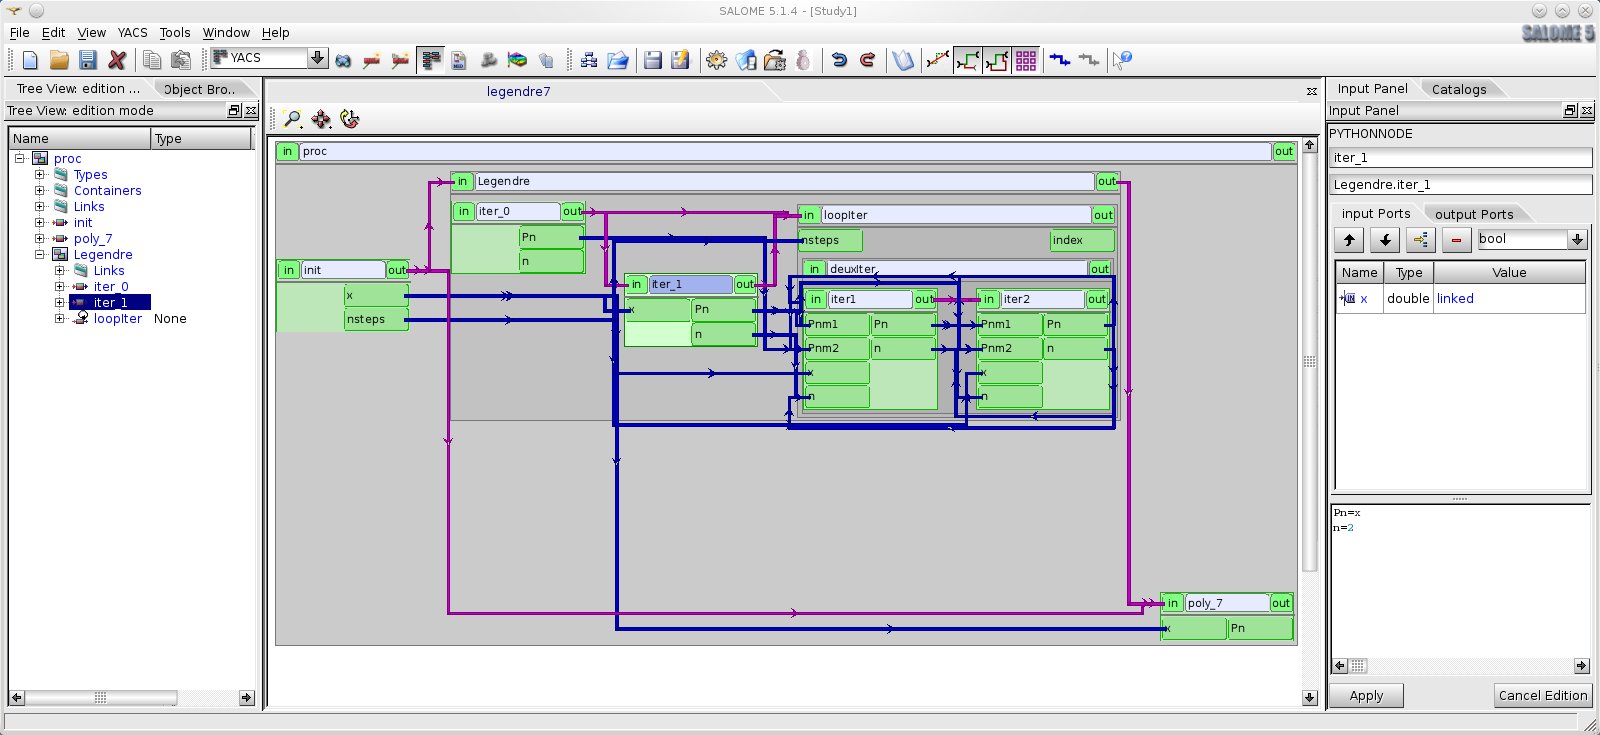 SALOME 5.1.4 - [Study1]
File Edit View YACS Tools Window Help
SALOME 5
YACS
Tree View: edition ...
Object Bro..
Tree View: edition mode
Name Type
proc
Types
Containers
Links
init
poly_7
Legendre
Links
iter_0
iter_1
loopIter None
legendre7
in proc out
in Legendre out
in iter_0 out
Pn
n
in loopIter out
nsteps index
in init out
x
nsteps
in iter_1 out
x Pn
n
in deuxIter out
in iter1 out
Pnm1 Pn
Pnm2 n
x
n
in iter2 out
Pnm1 Pn
Pnm2 n
x
n
in poly_7 out
x Pn
Input Panel Catalogs
Input Panel
PYTHONNODE
iter_1
Legendre.iter_1
input Ports output Ports
bool
Name Type Value
IN x double linked
Pn=x
n=2
Apply Cancel Edition